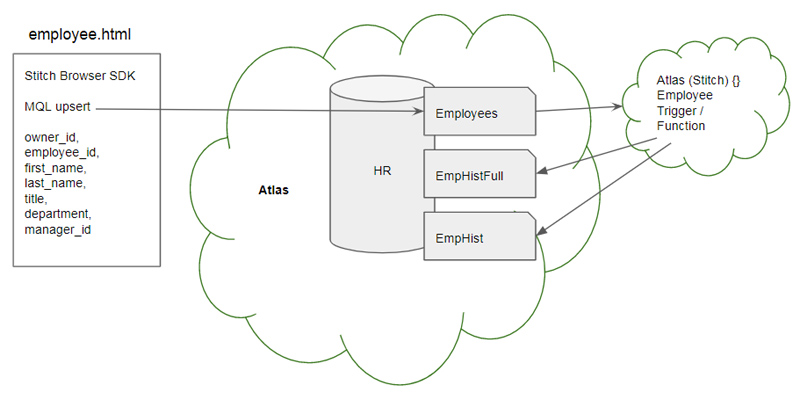 employee.html
Stitch Browser SDK
MQL upsert
owner_id,
employee_id,
first_name,
last_name,
title,
department,
manager_id
Atlas
HR
Employees
EmpHistFull
EmpHist
Atlas (Stitch) {}
Employee
Trigger /
Function